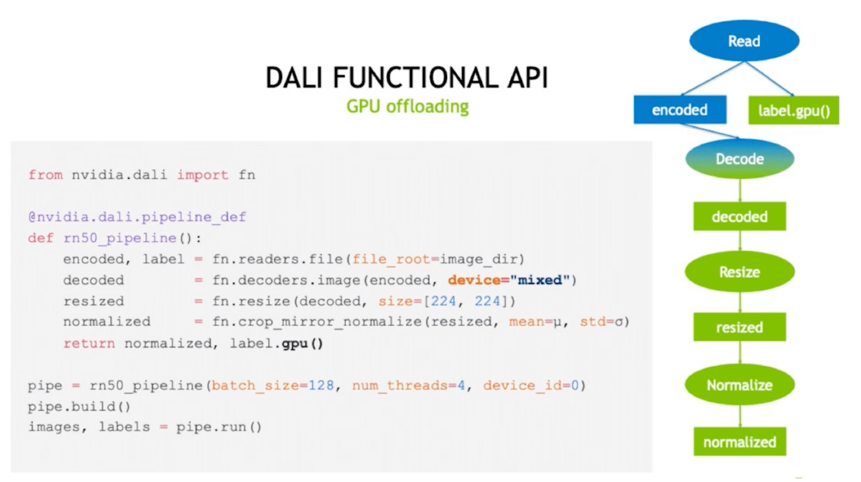 DALI FUNCTIONAL API
GPU offloading
from nvidia.dali import fn
@nvidia.dali.pipeline_def
def rn50_pipeline():
    encoded, label = fn.readers.file(file_root=image_dir)
    decoded        = fn.decoders.image(encoded, device="mixed")
    resized        = fn.resize(decoded, size=[224, 224])
    normalized     = fn.crop_mirror_normalize(resized, mean=μ, std=σ)
    return normalized, label.gpu()
pipe = rn50_pipeline(batch_size=128, num_threads=4, device_id=0)
pipe.build()
images, labels = pipe.run()
Read
encoded
label.gpu()
Decode
decoded
Resize
resized
Normalize
normalized